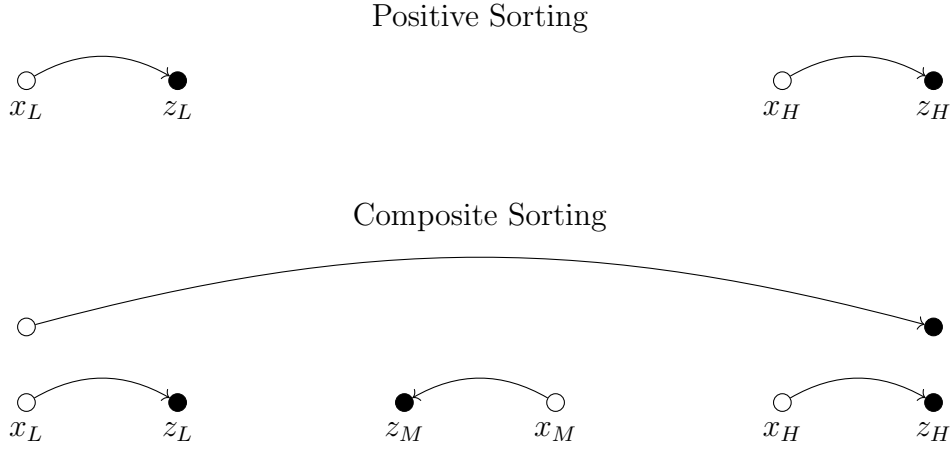 Positive Sorting
x_L z_L x_H z_H
Composite Sorting
x_L z_L z_M x_M x_H z_H